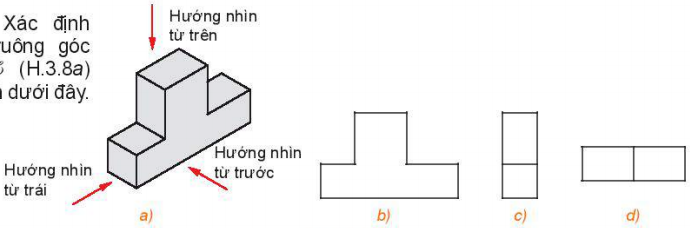 Xác định
uông góc
(H.3.8a)
dưới đây.
Hướng nhìn
từ trên
Hướng nhìn
từ trái
Hướng nhìn
từ trước
a)
b)
c)
d)